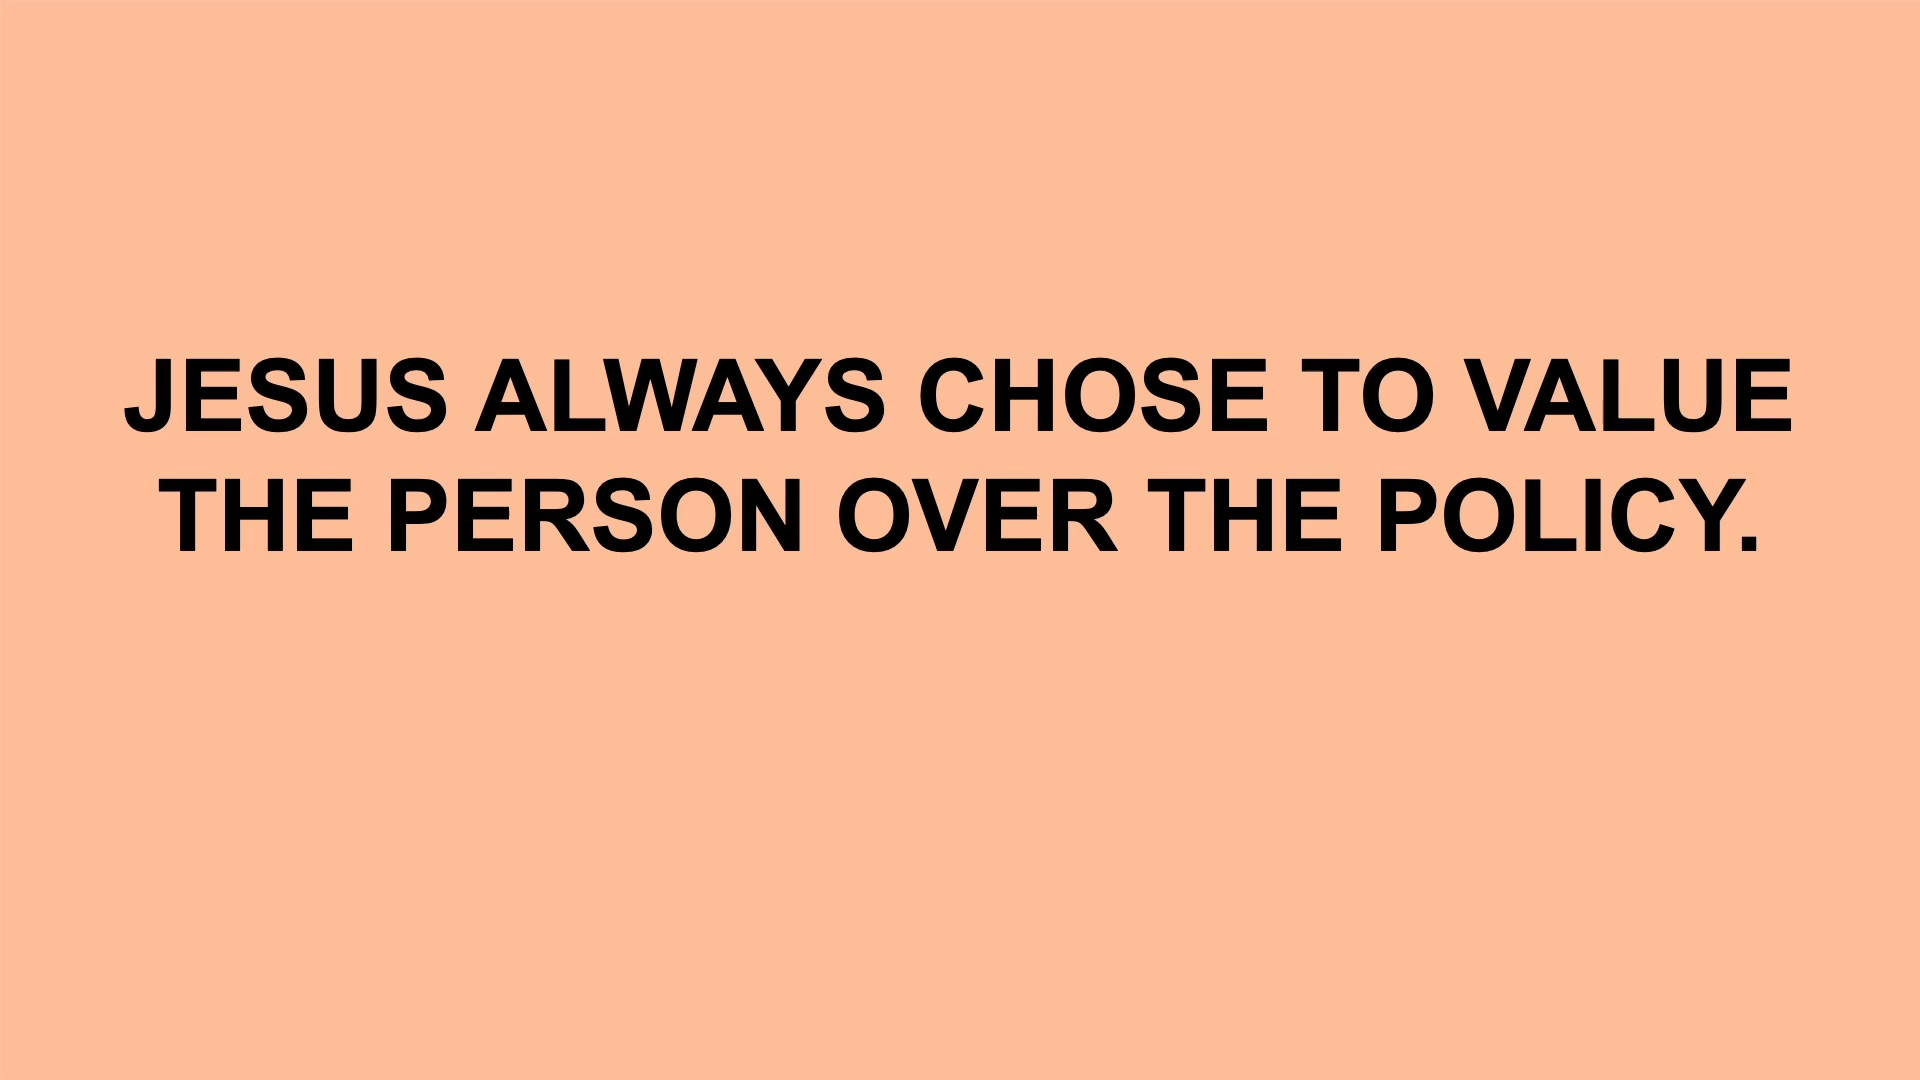 JESUS ALWAYS CHOSE TO VALUE
THE PERSON OVER THE POLICY.